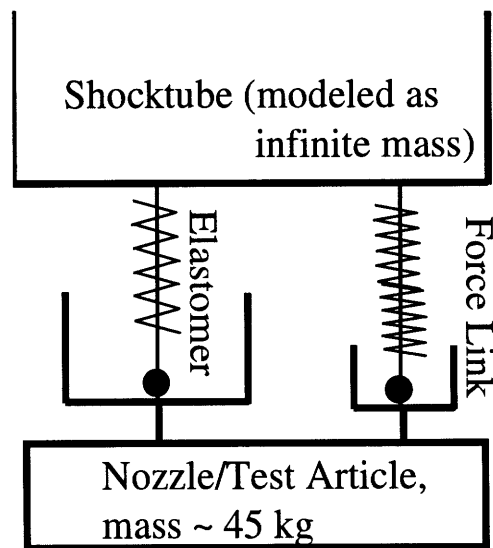 Shocktube (modeled as
infinite mass)
Elastomer
Force Link
Nozzle/Test Article,
mass ~ 45 kg